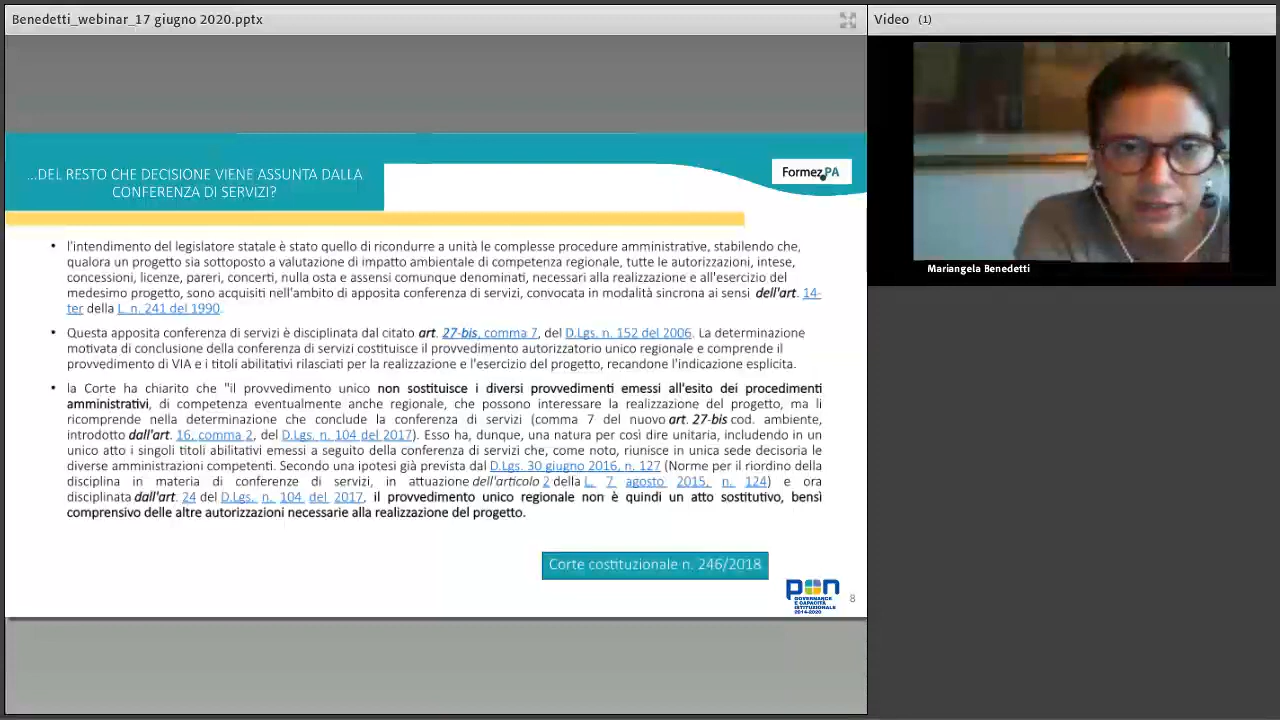 Benedetti_webinar_17 giugno 2020.pptx
Video (1)
Mariangela Benedetti
...DEL RESTO CHE DECISIONE VIENE ASSUNTA DALLA
CONFERENZA DI SERVIZI?
FormezPA
• l'intendimento del legislatore statale è stato quello di ricondurre a unità le complesse procedure amministrative, stabilendo che,
qualora un progetto sia sottoposto a valutazione di impatto ambientale di competenza regionale, tutte le autorizzazioni, intese,
concessioni, licenze, pareri, concerti, nulla osta e assensi comunque denominati, necessari alla realizzazione e all'esercizio del
medesimo progetto, sono acquisiti nell'ambito di apposita conferenza di servizi, convocata in modalità sincrona ai sensi dell'art. 14-
ter della L. n. 241 del 1990.
• Questa apposita conferenza di servizi è disciplinata dal citato art. 27-bis, comma 7, del D.Lgs. n. 152 del 2006. La determinazione
motivata di conclusione della conferenza di servizi costituisce il provvedimento autorizzatorio unico regionale e comprende il
provvedimento di VIA e i titoli abilitativi rilasciati per la realizzazione e l'esercizio del progetto, recandone l'indicazione esplicita.
• la Corte ha chiarito che "il provvedimento unico non sostituisce i diversi provvedimenti emessi all'esito dei procedimenti
amministrativi, di competenza eventualmente anche regionale, che possono interessare la realizzazione del progetto, ma li
ricomprende nella determinazione che conclude la conferenza di servizi (comma 7 del nuovo art. 27-bis cod. ambiente,
introdotto dall'art. 16, comma 2, del D.Lgs. n. 104 del 2017). Esso ha, dunque, una natura per così dire unitaria, includendo in un
unico atto i singoli titoli abilitativi emessi a seguito della conferenza di servizi che, come noto, riunisce in unica sede decisoria le
diverse amministrazioni competenti. Secondo una ipotesi già prevista dal D.Lgs. 30 giugno 2016, n. 127 (Norme per il riordino della
disciplina in materia di conferenze di servizi, in attuazione dell'articolo 2 della L. 7 agosto 2015, n. 124) e ora
disciplinata dall'art. 24 del D.Lgs. n. 104 del 2017, il provvedimento unico regionale non è quindi un atto sostitutivo, bensì
comprensivo delle altre autorizzazioni necessarie alla realizzazione del progetto.
Corte costituzionale n. 246/2018
pon
GOVERNANCE
E CAPACITÀ
ISTITUZIONALE
2014-2020
8